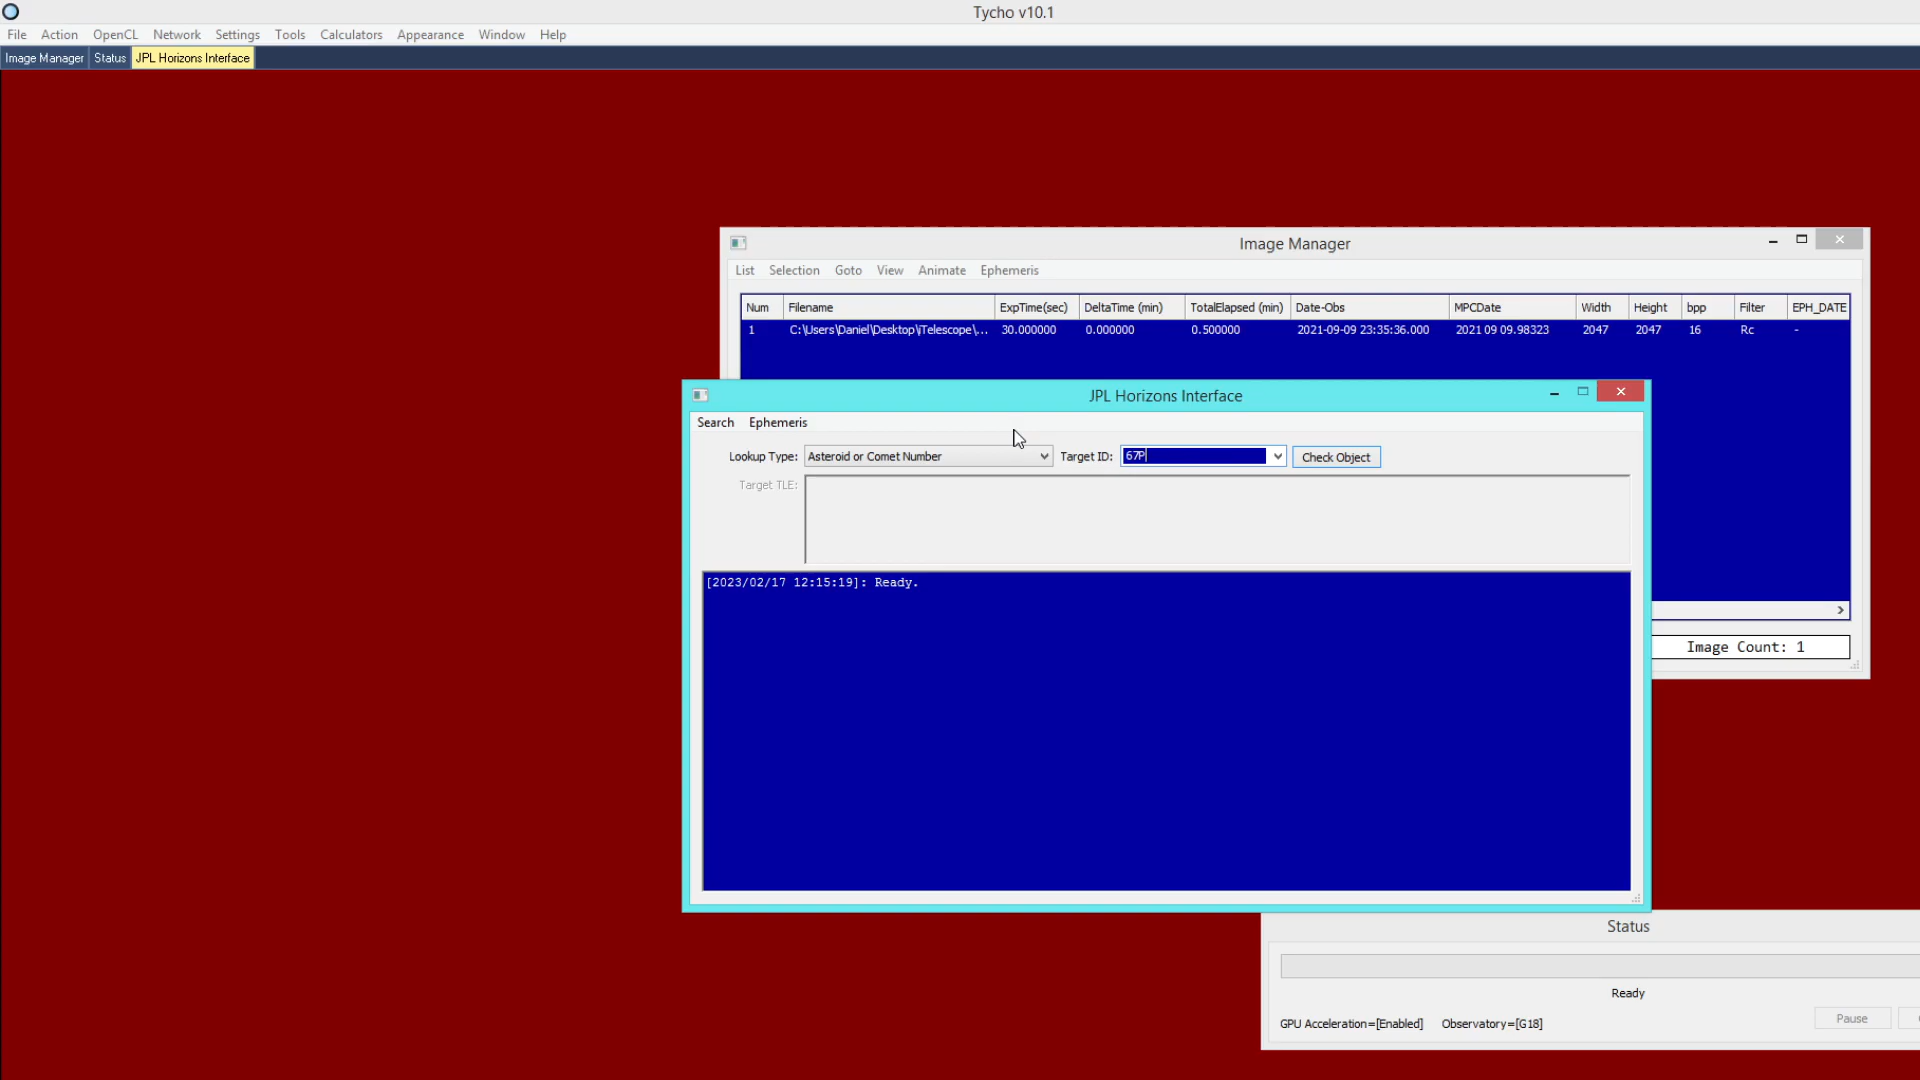 Tycho v10.1
File Action OpenCL Network Settings Tools Calculators Appearance Window Help
Image Manager Status JPL Horizons Interface
Image Manager
List Selection Goto View Animate Ephemeris
Num Filename ExpTime(sec) DeltaTime (min) TotalElapsed (min) Date-Obs MPCDate Width Height bpp Filter EPH_DATE
1 C:\Users\Daniel\Desktop\iTelescope\... 30.000000 0.000000 0.500000 2021-09-09 23:35:36.000 2021 09 09.98323 2047 2047 16 Rc -
JPL Horizons Interface
Search Ephemeris
Lookup Type: Asteroid or Comet Number Target ID: 67P Check Object
Target TLE:
[2023/02/17 12:15:19]: Ready.
Image Count: 1
Status
Ready
GPU Acceleration=[Enabled] Observatory=[G18] Pause